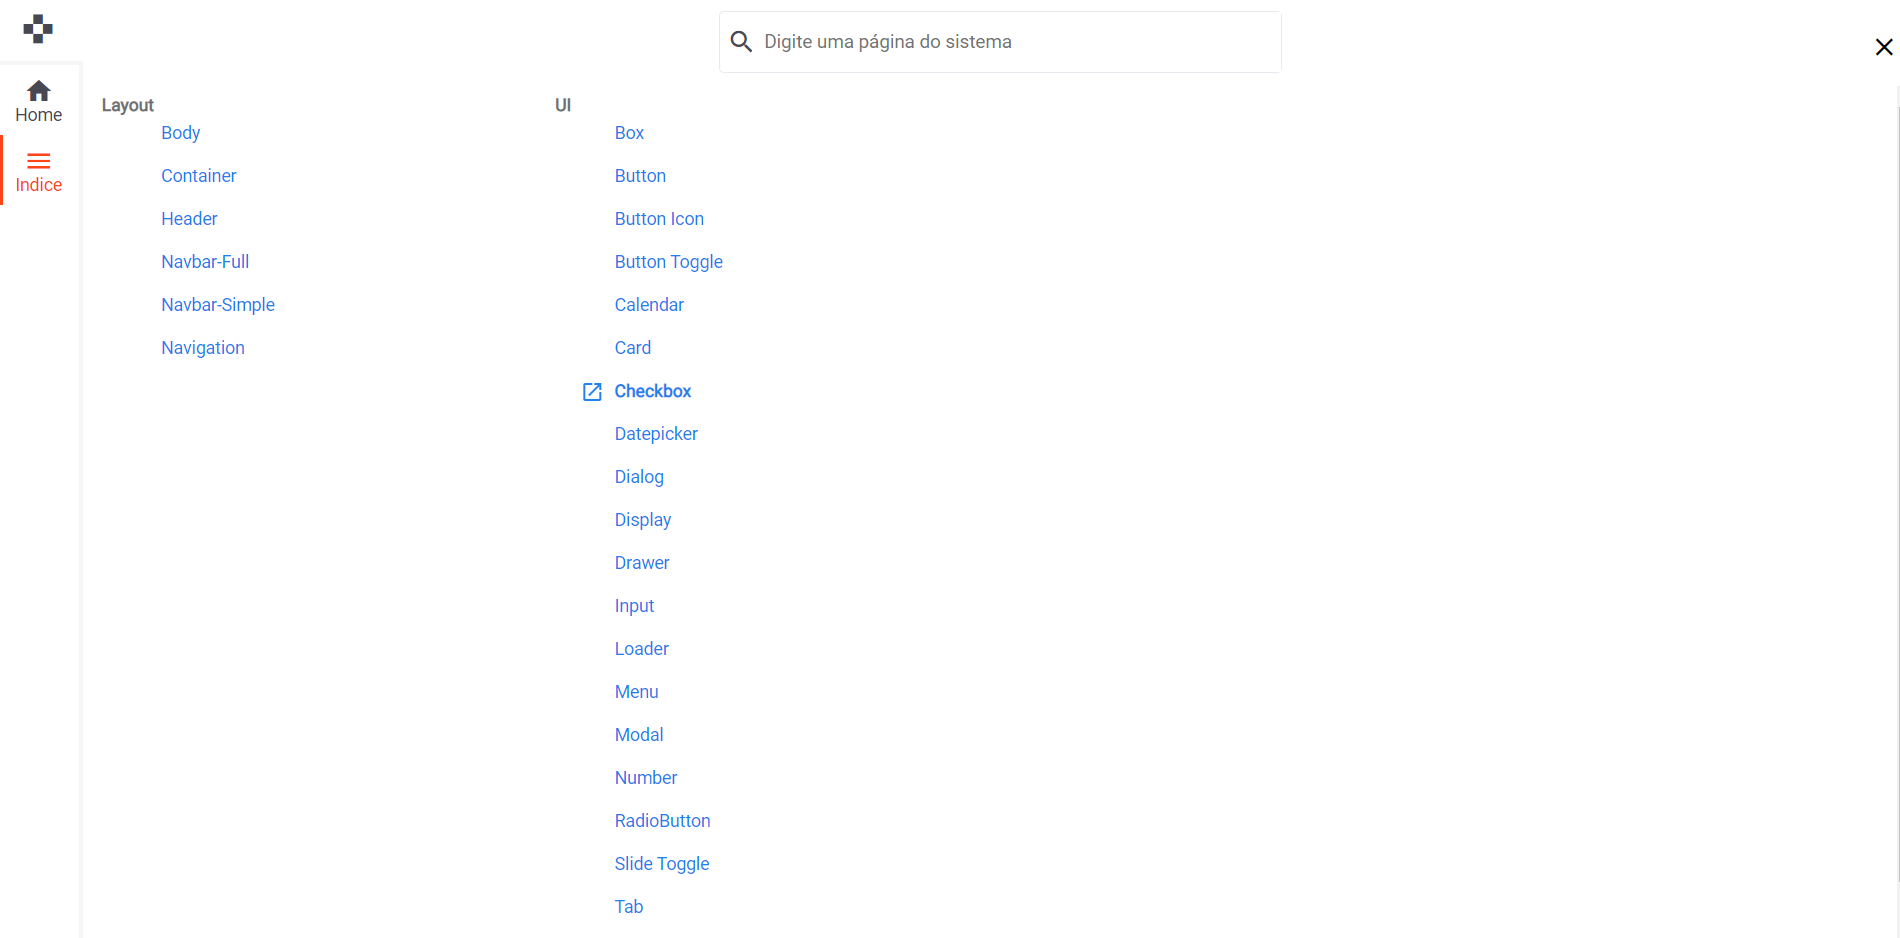 Digite uma página do sistema
Home
Indice
Layout
Body
Container
Header
Navbar-Full
Navbar-Simple
Navigation
UI
Box
Button
Button Icon
Button Toggle
Calendar
Card
Checkbox
Datepicker
Dialog
Display
Drawer
Input
Loader
Menu
Modal
Number
RadioButton
Slide Toggle
Tab